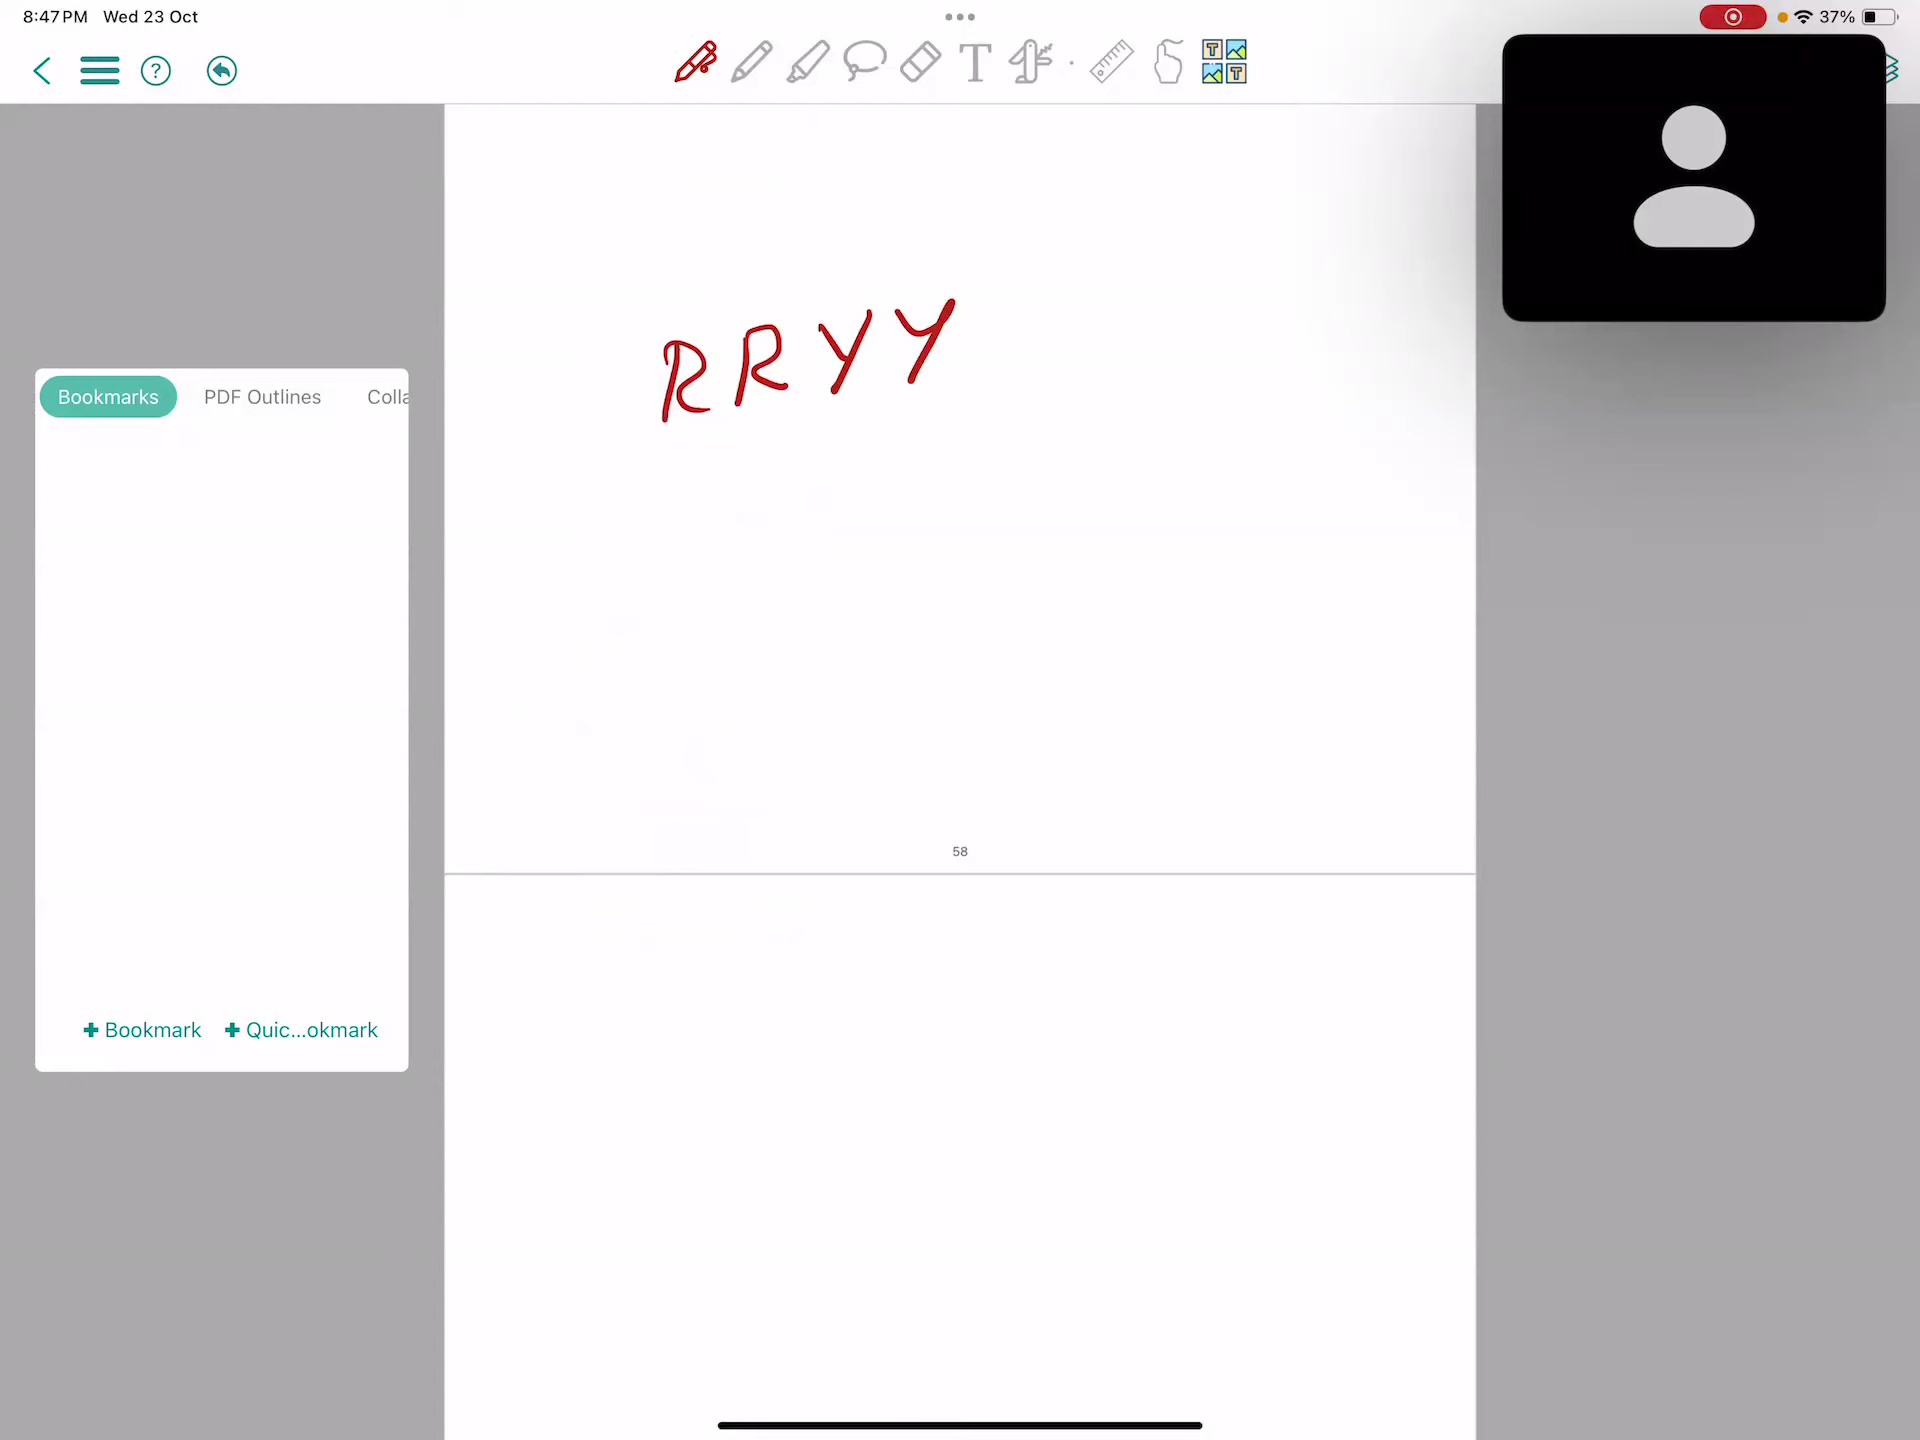 8:47 PM Wed 23 Oct
37%
?
T
T
T
RRYY
Bookmarks PDF Outlines Colla
58
+ Bookmark + Quic...okmark